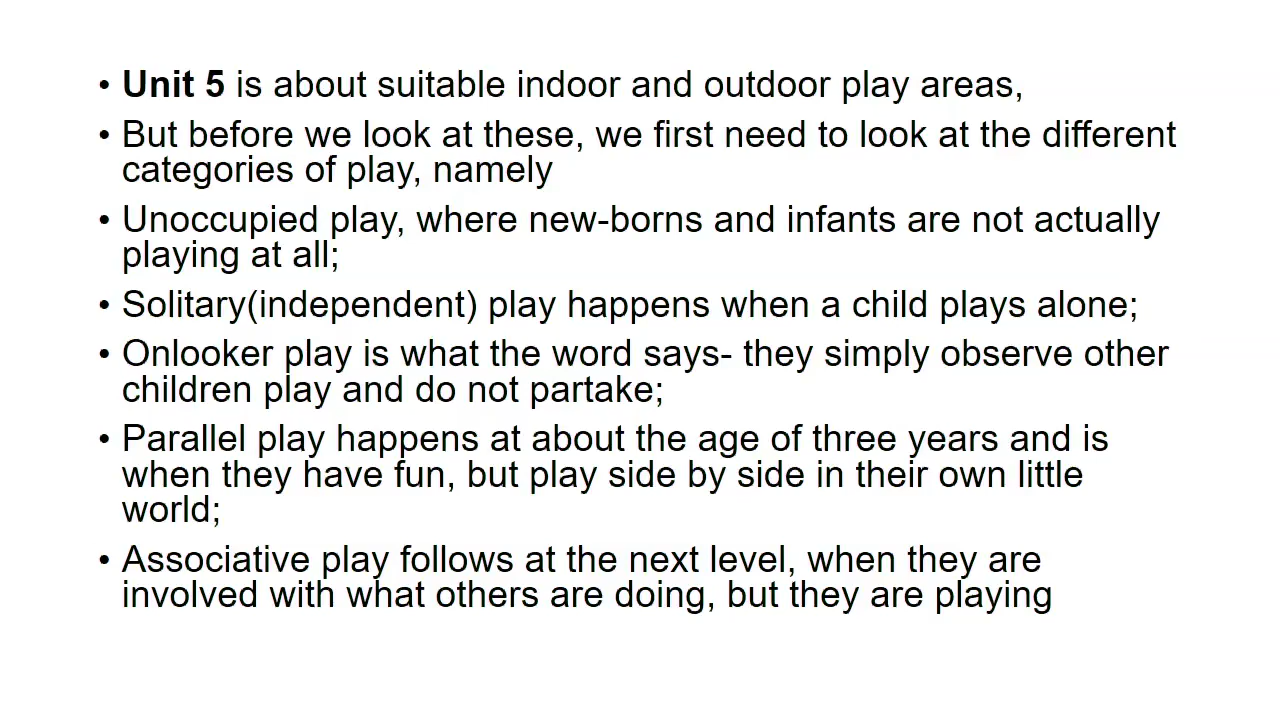 • Unit 5 is about suitable indoor and outdoor play areas,
• But before we look at these, we first need to look at the different
categories of play, namely
• Unoccupied play, where new-borns and infants are not actually
playing at all;
• Solitary(independent) play happens when a child plays alone;
• Onlooker play is what the word says- they simply observe other
children play and do not partake;
• Parallel play happens at about the age of three years and is
when they have fun, but play side by side in their own little
world;
• Associative play follows at the next level, when they are
involved with what others are doing, but they are playing